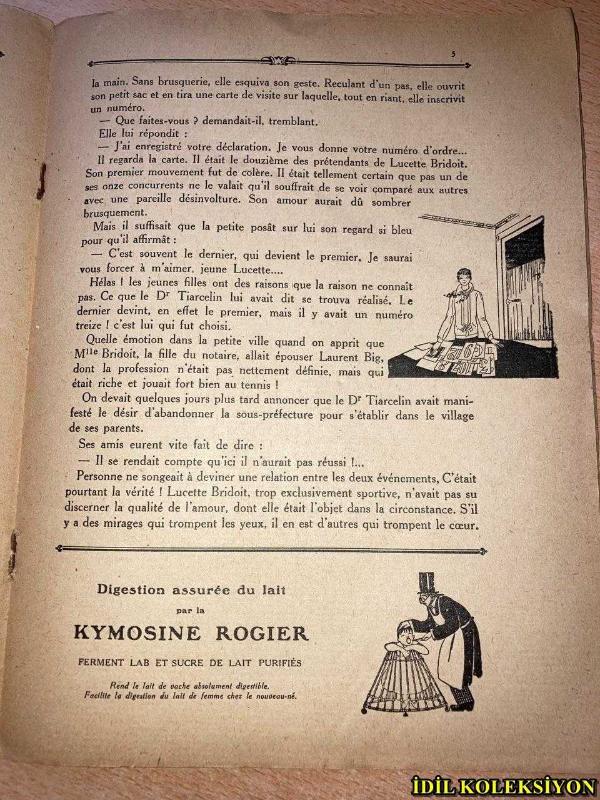 5
la main. Sans brusquerie, elle esquiva son geste. Reculant d'un pas, elle ouvrit
son petit sac et en tira une carte de visite sur laquelle, tout en riant, elle inscrivit
un numéro.
— Que faites-vous ? demandait-il, tremblant.
Elle lui répondit :
— J'ai enregistré votre déclaration. Je vous donne votre numéro d'ordre...
Il regarda la carte. Il était le douzième des prétendants de Lucette Bridoit.
Son premier mouvement fut de colère. Il était tellement certain que pas un de
ses onze concurrents ne le valait qu'il souffrait de se voir comparé aux autres
avec une pareille désinvolture. Son amour aurait dû sombrer
brusquement.
Mais il suffisait que la petite posât sur lui son regard si bleu
pour qu'il affirmât :
— C'est souvent le dernier, qui devient le premier. Je saurai
vous forcer à m'aimer, jeune Lucette....
Hélas ! les jeunes filles ont des raisons que la raison ne connaît
pas. Ce que le Dr Tiarcelin lui avait dit se trouva réalisé. Le
dernier devint, en effet le premier, mais il y avait un numéro
treize ! c'est lui qui fut choisi.
Quelle émotion dans la petite ville quand on apprit que
Mlle Bridoit, la fille du notaire, allait épouser Laurent Big,
dont la profession n'était pas nettement définie, mais qui
était riche et jouait fort bien au tennis !
On devait quelques jours plus tard annoncer que le Dr Tiarcelin avait mani-
festé le désir d'abandonner la sous-préfecture pour s'établir dans le village
de ses parents.
Ses amis eurent vite fait de dire :
— Il se rendait compte qu'ici il n'aurait pas réussi !...
Personne ne songeait à deviner une relation entre les deux événements, C'était
pourtant la vérité ! Lucette Bridoit, trop exclusivement sportive, n'avait pas su
discerner la qualité de l'amour, dont elle était l'objet dans la circonstance. S'il
y a des mirages qui trompent les yeux, il en est d'autres qui trompent le cœur.
Digestion assurée du lait
par la
KYMOSINE ROGIER
FERMENT LAB ET SUCRE DE LAIT PURIFIÉS
Rend le lait de vache absolument digestible.
Facilite la digestion du lait de femme chez le nouveau-né.
İDİL KOLEKSİYON